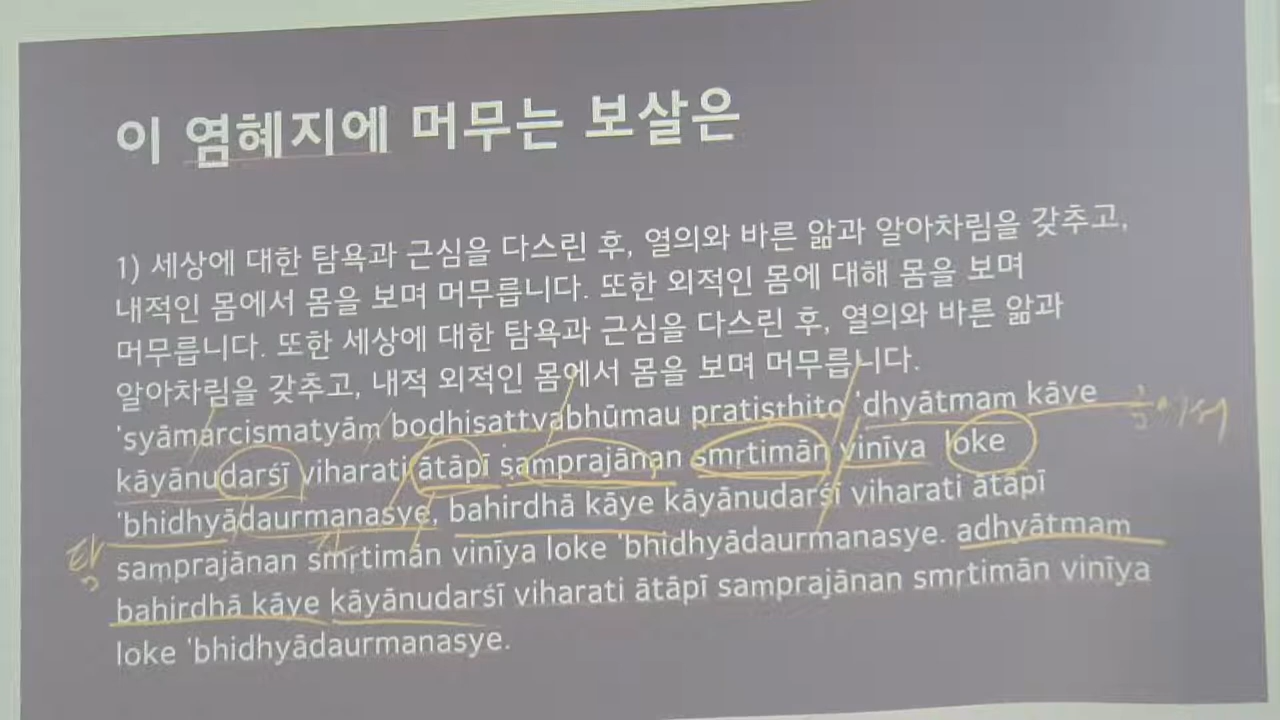 이 염혜지에 머무는 보살은
1) 세상에 대한 탐욕과 근심을 다스린 후, 열의와 바른 앎과 알아차림을 갖추고,
내적인 몸에서 몸을 보며 머무릅니다. 또한 외적인 몸에 대해 몸을 보며
머무릅니다. 또한 세상에 대한 탐욕과 근심을 다스린 후, 열의와 바른 앎과
알아차림을 갖추고, 내적 외적인 몸에서 몸을 보며 머무릅니다.
'syāmarcismatyām bodhisattvabhūmau pratisthito 'dhyātmam kāye
kāyānudarśī viharati ātāpī saṃprajānan smṛtimān vinīya loke
'bhidhyādaurmanasye, bahirdhā kāye kāyānudarśī viharati ātāpī
saṃprajānan smṛtimān vinīya loke 'bhidhyādaurmanasye. adhyātmam
bahirdhā kāye kāyānudarśī viharati ātāpī saṃprajānan smṛtimān vinīya
loke 'bhidhyādaurmanasye.